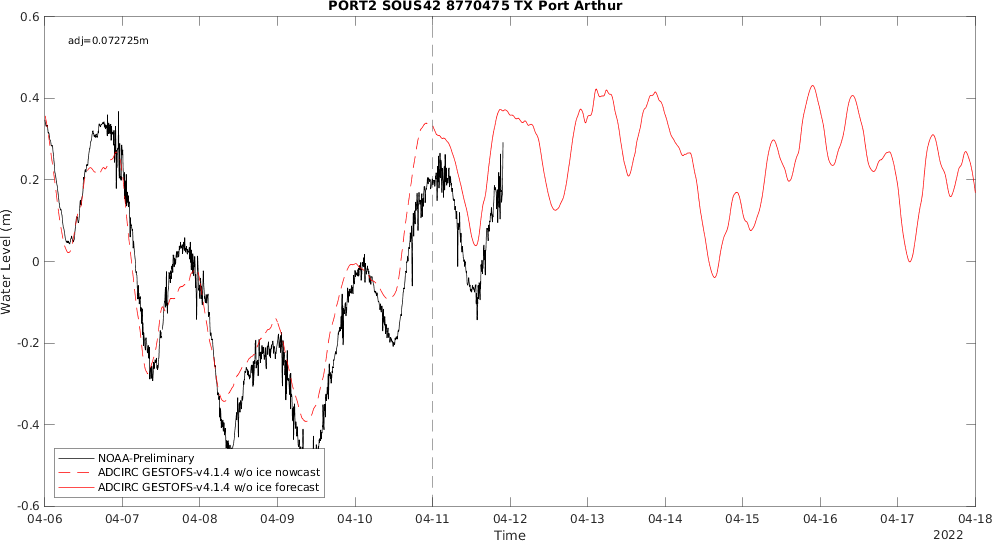 PORT2 SOUS42 8770475 TX Port Arthur
0.6
adj=0.072725m
0.4
0.2
0
-0.2
-0.4
-0.6
Water Level (m)
NOAA-Preliminary
ADCIRC GESTOFS-v4.1.4 w/o ice nowcast
ADCIRC GESTOFS-v4.1.4 w/o ice forecast
04-06 04-07 04-08 04-09 04-10 04-11 04-12 04-13 04-14 04-15 04-16 04-17 04-18
Time
2022